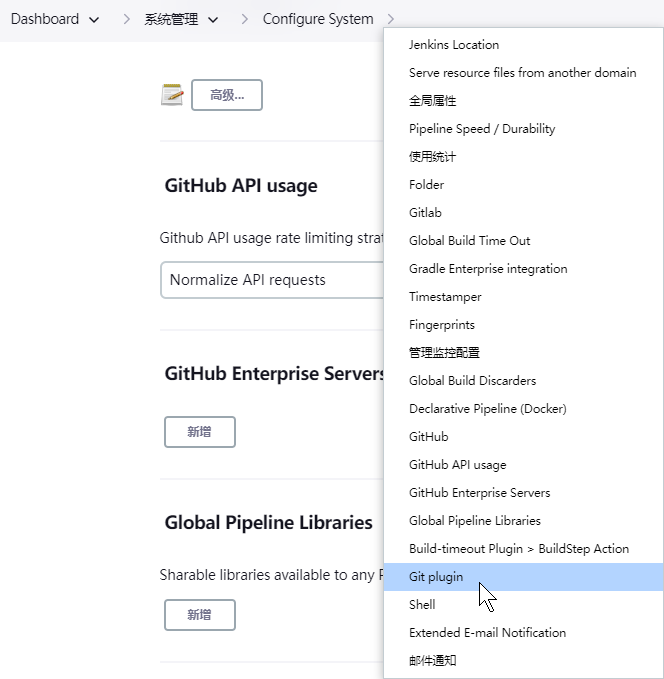 Dashboard
系统管理
Configure System
高级...
GitHub API usage
Github API usage rate limiting strat
Normalize API requests
GitHub Enterprise Servers
新增
Global Pipeline Libraries
Sharable libraries available to any P
新增
Jenkins Location
Serve resource files from another domain
全局属性
Pipeline Speed / Durability
使用统计
Folder
Gitlab
Global Build Time Out
Gradle Enterprise integration
Timestamper
Fingerprints
管理监控配置
Global Build Discarders
Declarative Pipeline (Docker)
GitHub
GitHub API usage
GitHub Enterprise Servers
Global Pipeline Libraries
Build-timeout Plugin > BuildStep Action
Git plugin
Shell
Extended E-mail Notification
邮件通知